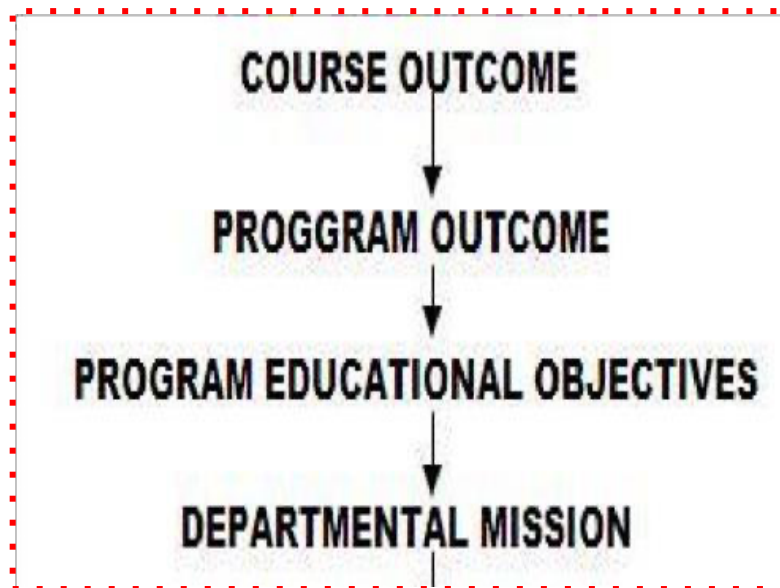 COURSE OUTCOME
PROGGRAM OUTCOME
PROGRAM EDUCATIONAL OBJECTIVES
DEPARTMENTAL MISSION